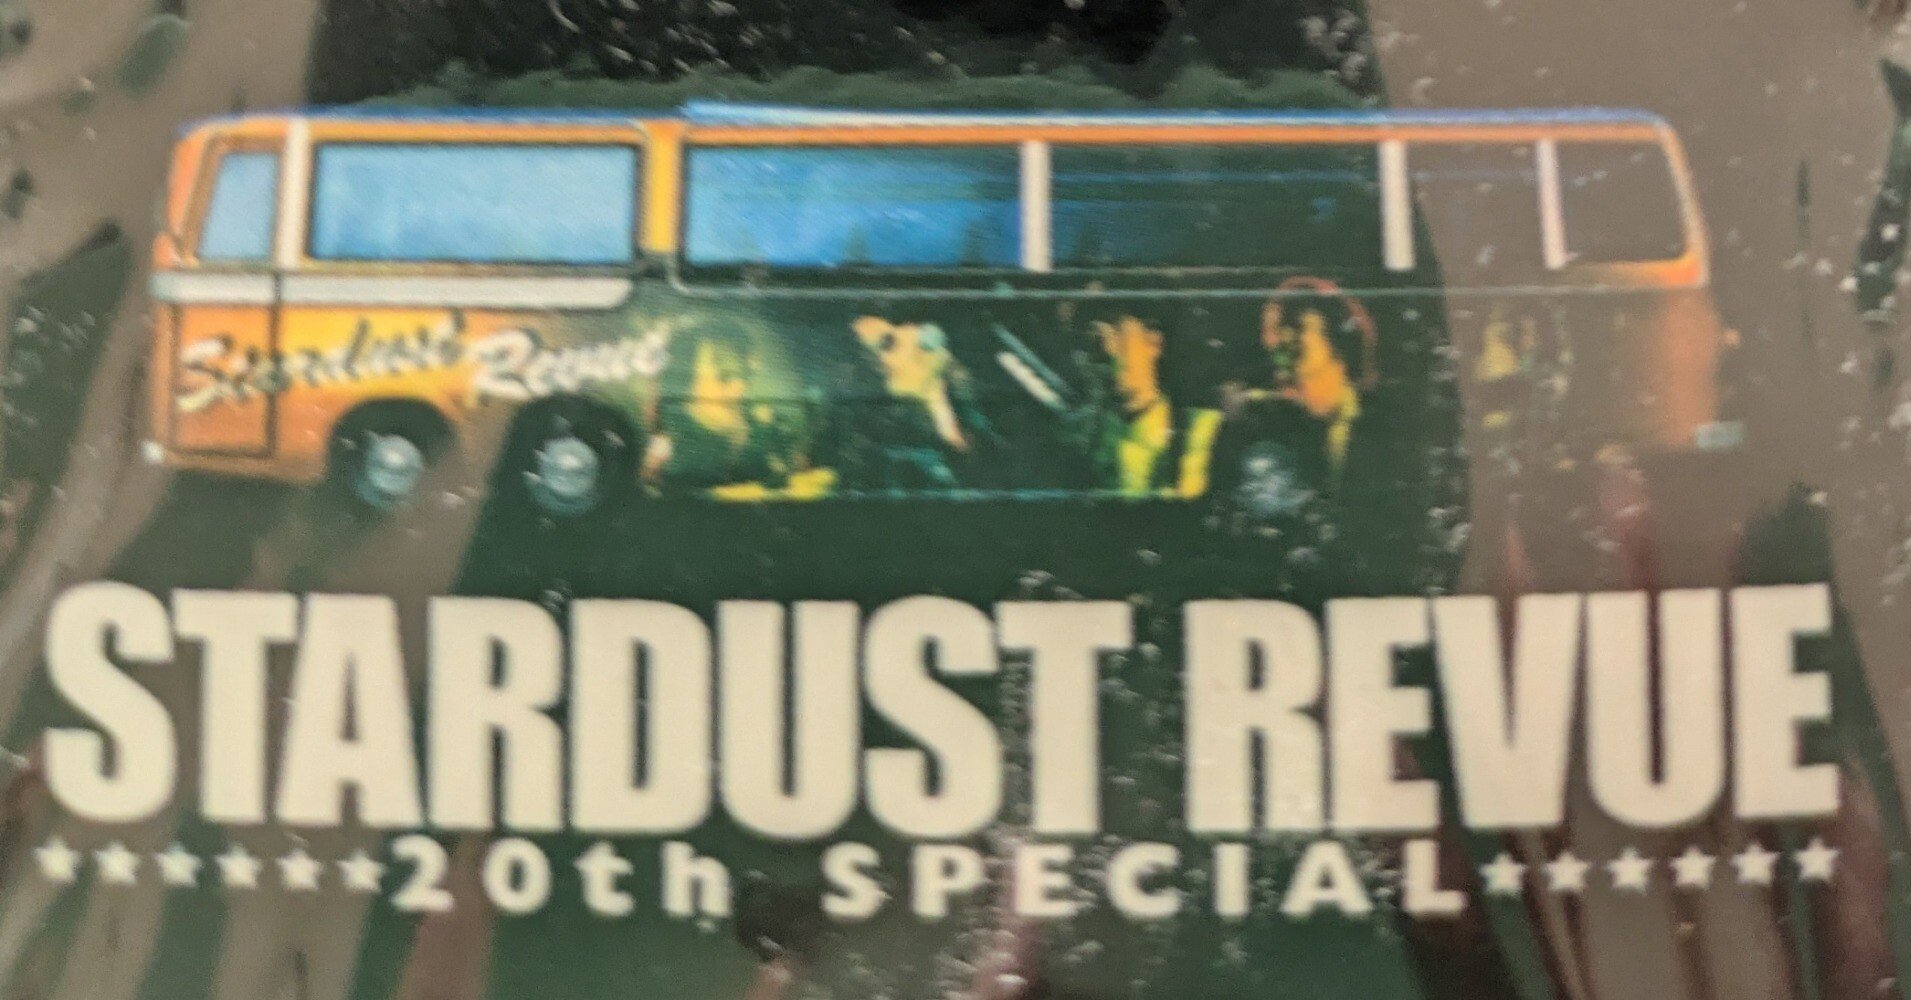 Stardust Revue
STARDUST REVUE
★★★★★★20th SPECIAL★★★★★★